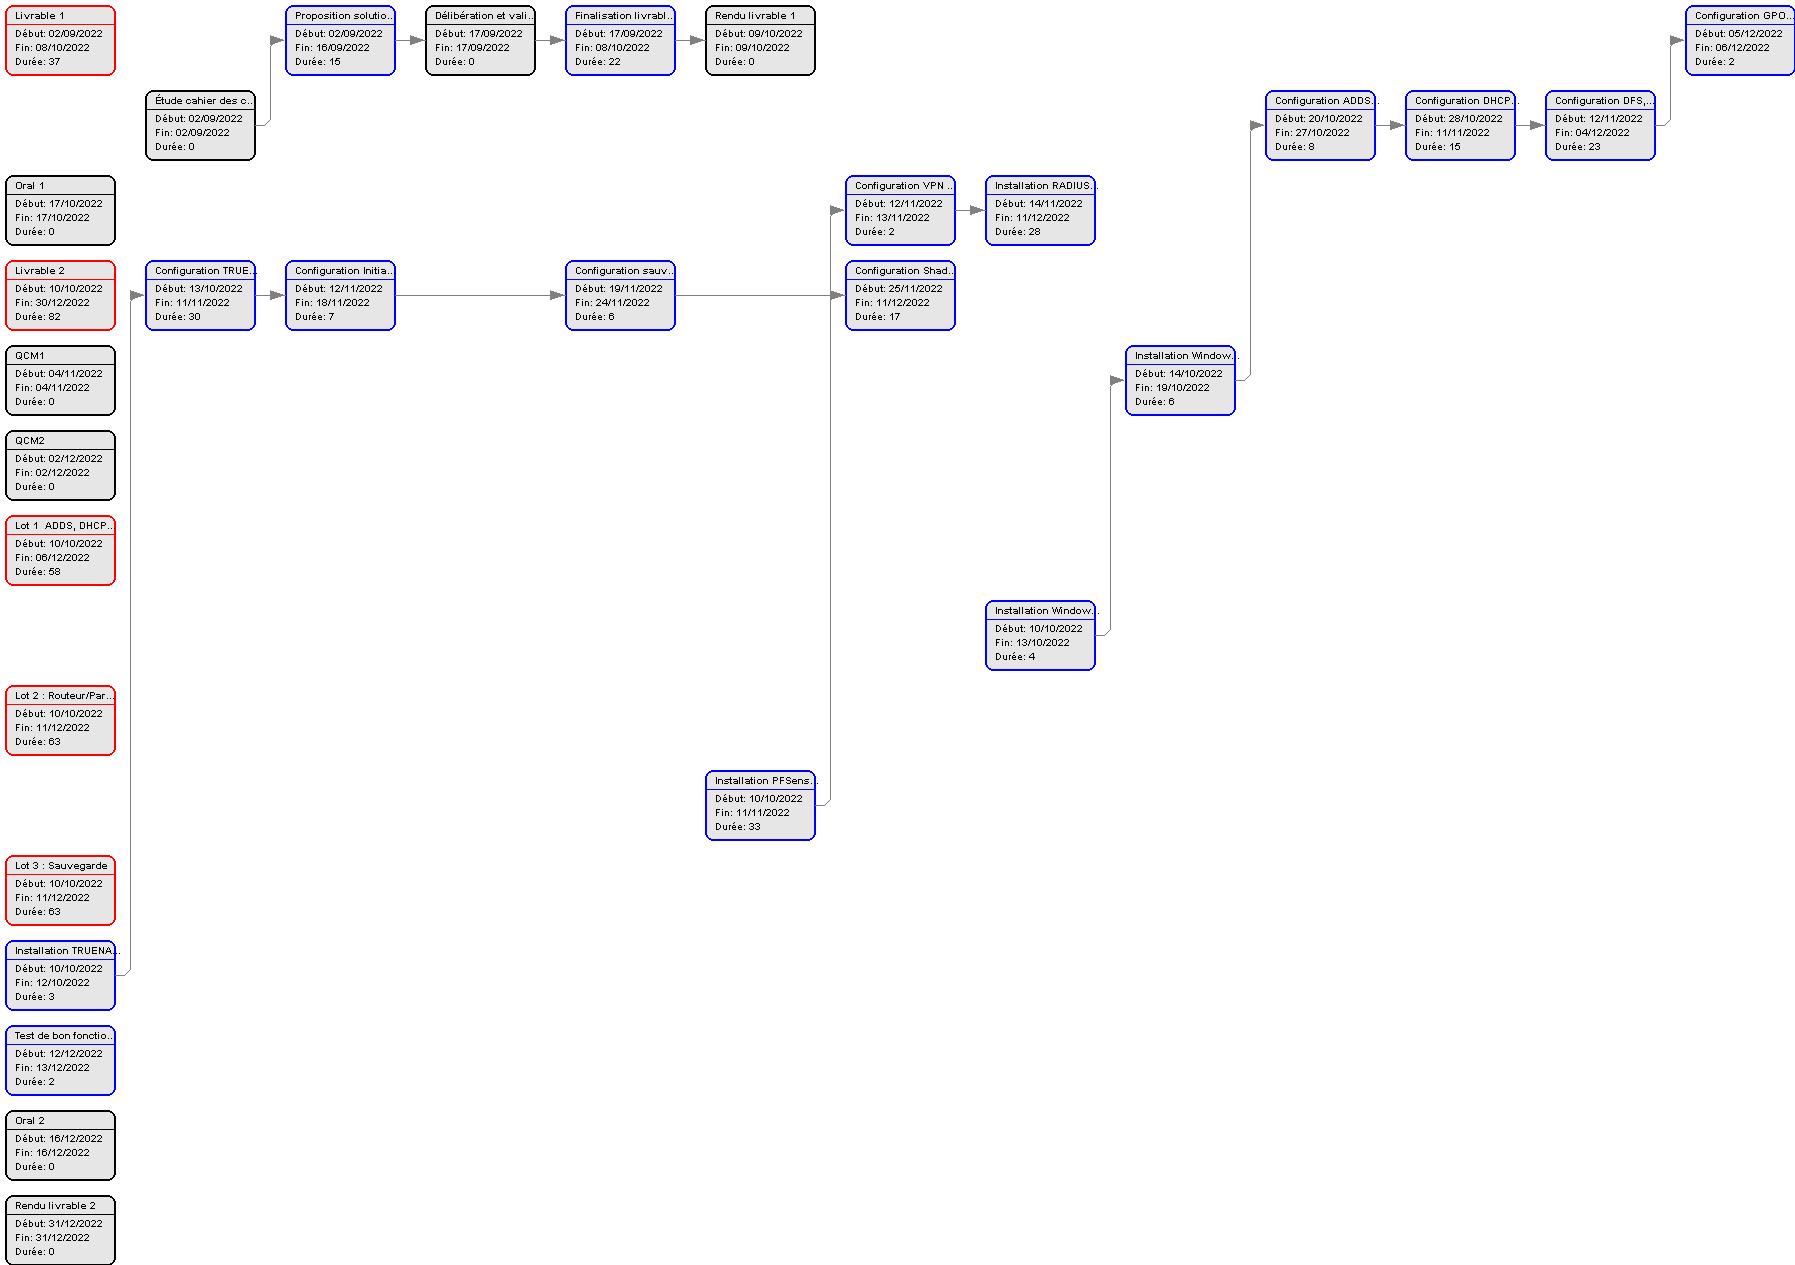 Livrable 1
Début: 02/09/2022
Fin: 08/10/2022
Durée: 37
Proposition solutio...
Début: 02/09/2022
Fin: 16/09/2022
Durée: 15
Délibération et vali...
Début: 17/09/2022
Fin: 17/09/2022
Durée: 0
Finalisation livrabl...
Début: 17/09/2022
Fin: 08/10/2022
Durée: 22
Rendu livrable 1
Début: 09/10/2022
Fin: 09/10/2022
Durée: 0
Configuration GPO...
Début: 05/12/2022
Fin: 06/12/2022
Durée: 2
Étude cahier des c...
Début: 02/09/2022
Fin: 02/09/2022
Durée: 0
Configuration ADDS...
Début: 20/10/2022
Fin: 27/10/2022
Durée: 8
Configuration DHCP...
Début: 28/10/2022
Fin: 11/11/2022
Durée: 15
Configuration DFS,...
Début: 12/11/2022
Fin: 04/12/2022
Durée: 23
Oral 1
Début: 17/10/2022
Fin: 17/10/2022
Durée: 0
Configuration VPN ...
Début: 12/11/2022
Fin: 13/11/2022
Durée: 2
Installation RADIUS...
Début: 14/11/2022
Fin: 11/12/2022
Durée: 28
Livrable 2
Début: 10/10/2022
Fin: 30/12/2022
Durée: 82
Configuration TRUE...
Début: 13/10/2022
Fin: 11/11/2022
Durée: 30
Configuration Initia...
Début: 12/11/2022
Fin: 18/11/2022
Durée: 7
Configuration sauv...
Début: 19/11/2022
Fin: 24/11/2022
Durée: 6
Configuration Shad...
Début: 25/11/2022
Fin: 11/12/2022
Durée: 17
QCM1
Début: 04/11/2022
Fin: 04/11/2022
Durée: 0
Installation Window...
Début: 14/10/2022
Fin: 19/10/2022
Durée: 6
QCM2
Début: 02/12/2022
Fin: 02/12/2022
Durée: 0
Lot 1  ADDS, DHCP...
Début: 10/10/2022
Fin: 06/12/2022
Durée: 58
Installation Window...
Début: 10/10/2022
Fin: 13/10/2022
Durée: 4
Lot 2 : Routeur/Par...
Début: 10/10/2022
Fin: 11/12/2022
Durée: 63
Installation PFSens...
Début: 10/10/2022
Fin: 11/11/2022
Durée: 33
Lot 3 : Sauvegarde
Début: 10/10/2022
Fin: 11/12/2022
Durée: 63
Installation TRUENA...
Début: 10/10/2022
Fin: 12/10/2022
Durée: 3
Test de bon fonctio...
Début: 12/12/2022
Fin: 13/12/2022
Durée: 2
Oral 2
Début: 16/12/2022
Fin: 16/12/2022
Durée: 0
Rendu livrable 2
Début: 31/12/2022
Fin: 31/12/2022
Durée: 0